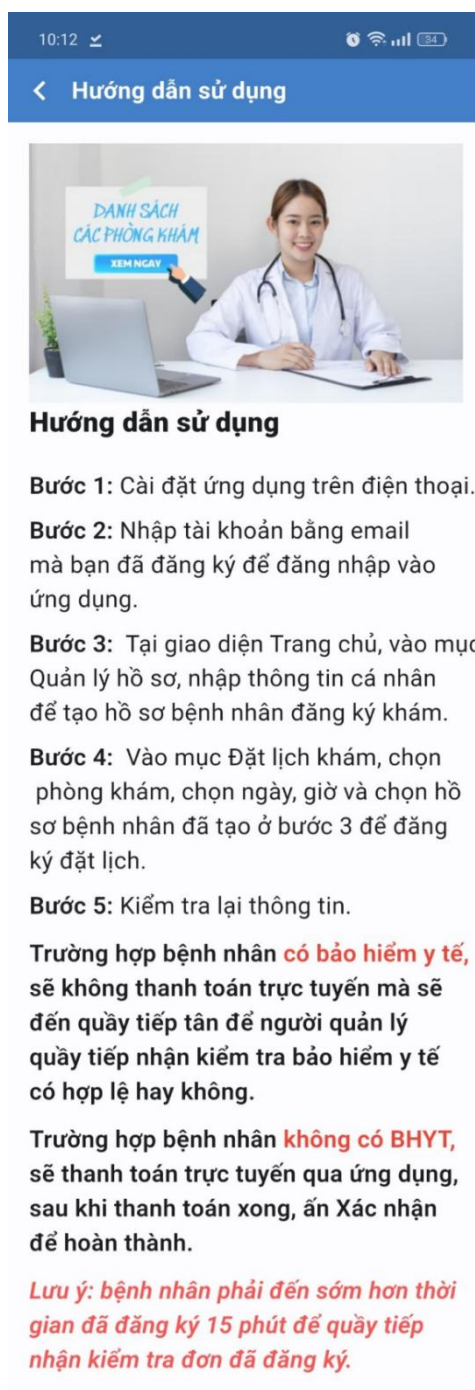 10:12
34
Hướng dẫn sử dụng
DANH SÁCH
CÁC PHÒNG KHÁM
XEM NGAY
Hướng dẫn sử dụng
Bước 1: Cài đặt ứng dụng trên điện thoại.
Bước 2: Nhập tài khoản bằng email
mà bạn đã đăng ký để đăng nhập vào
ứng dụng.
Bước 3: Tại giao diện Trang chủ, vào mục
Quản lý hồ sơ, nhập thông tin cá nhân
để tạo hồ sơ bệnh nhân đăng ký khám.
Bước 4: Vào mục Đặt lịch khám, chọn
phòng khám, chọn ngày, giờ và chọn hồ
sơ bệnh nhân đã tạo ở bước 3 để đăng
ký đặt lịch.
Bước 5: Kiểm tra lại thông tin.
Trường hợp bệnh nhân có bảo hiểm y tế,
sẽ không thanh toán trực tuyến mà sẽ
đến quầy tiếp tân để người quản lý
quầy tiếp nhận kiểm tra bảo hiểm y tế
có hợp lệ hay không.
Trường hợp bệnh nhân không có BHYT,
sẽ thanh toán trực tuyến qua ứng dụng,
sau khi thanh toán xong, ấn Xác nhận
để hoàn thành.
Lưu ý: bệnh nhân phải đến sớm hơn thời
gian đã đăng ký 15 phút để quầy tiếp
nhận kiểm tra đơn đã đăng ký.